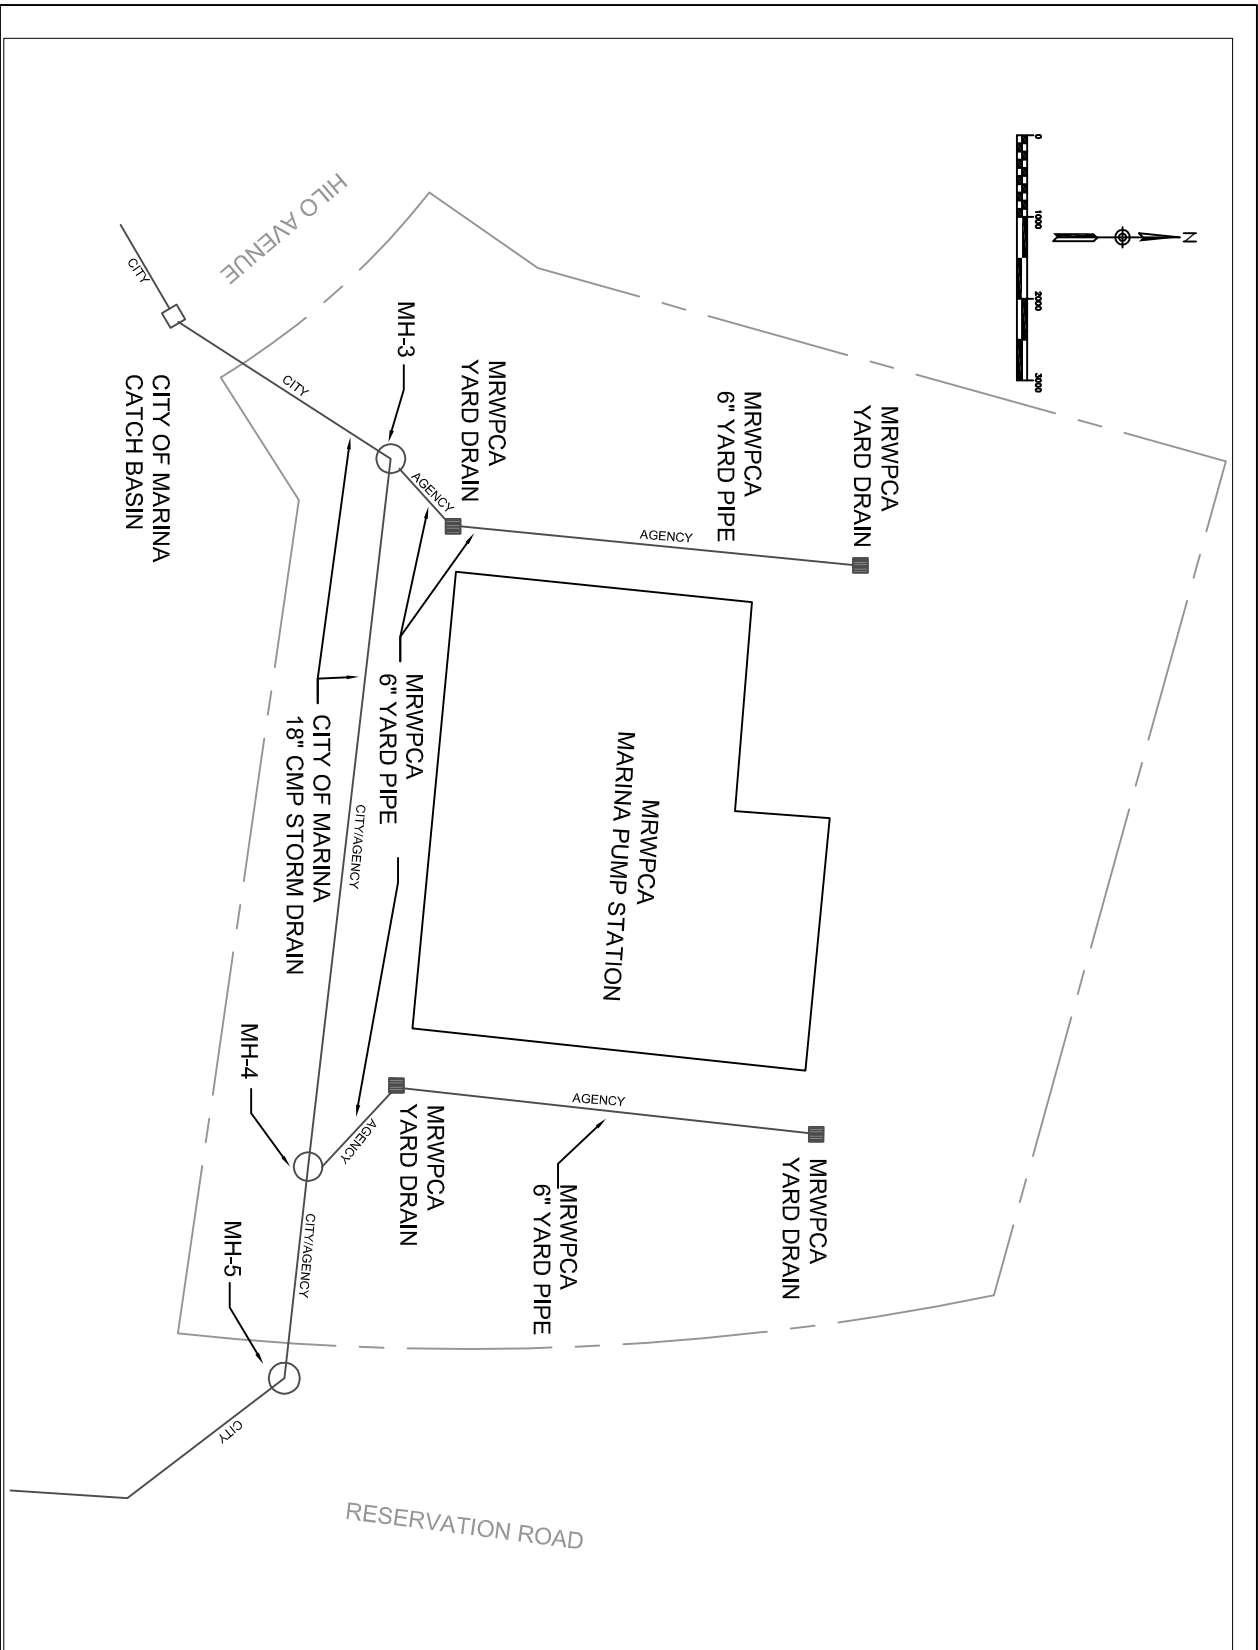 N
0
1000
2000
3000
MRWPCA
YARD DRAIN
MRWPCA
6" YARD PIPE
MRWPCA
YARD DRAIN
MH-3
HILO AVENUE
CITY
CITY
AGENCY
AGENCY
CITY OF MARINA
CATCH BASIN
MRWPCA
MARINA PUMP STATION
MRWPCA
6" YARD PIPE
CITY OF MARINA
18" CMP STORM DRAIN
CITY/AGENCY
MH-4
AGENCY
AGENCY
MRWPCA
YARD DRAIN
MRWPCA
YARD DRAIN
MRWPCA
6" YARD PIPE
CITY/AGENCY
MH-5
CITY
RESERVATION ROAD